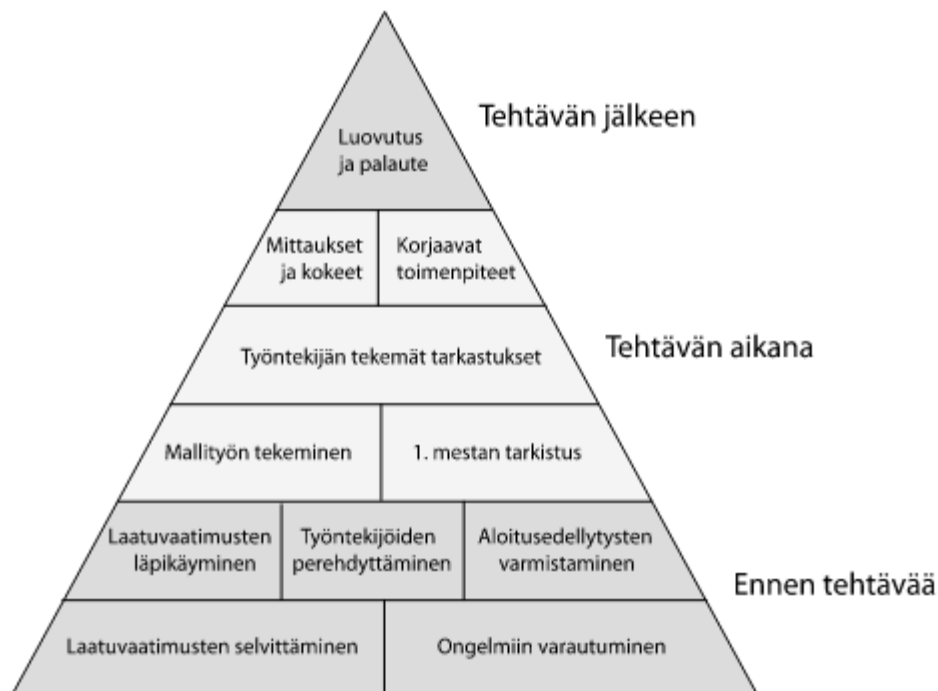 Tehtävän jälkeen
Luovutus
ja palaute
Mittaukset
ja kokeet
Korjaavat
toimenpiteet
Tehtävän aikana
Työntekijän tekemät tarkastukset
Mallityön tekeminen
1. mestan tarkistus
Laatuvaatimusten
läpikäyminen
Työntekijöiden
perehdyttäminen
Aloitusedellytysten
varmistaminen
Ennen tehtävää
Laatuvaatimusten selvittäminen
Ongelmiin varautuminen